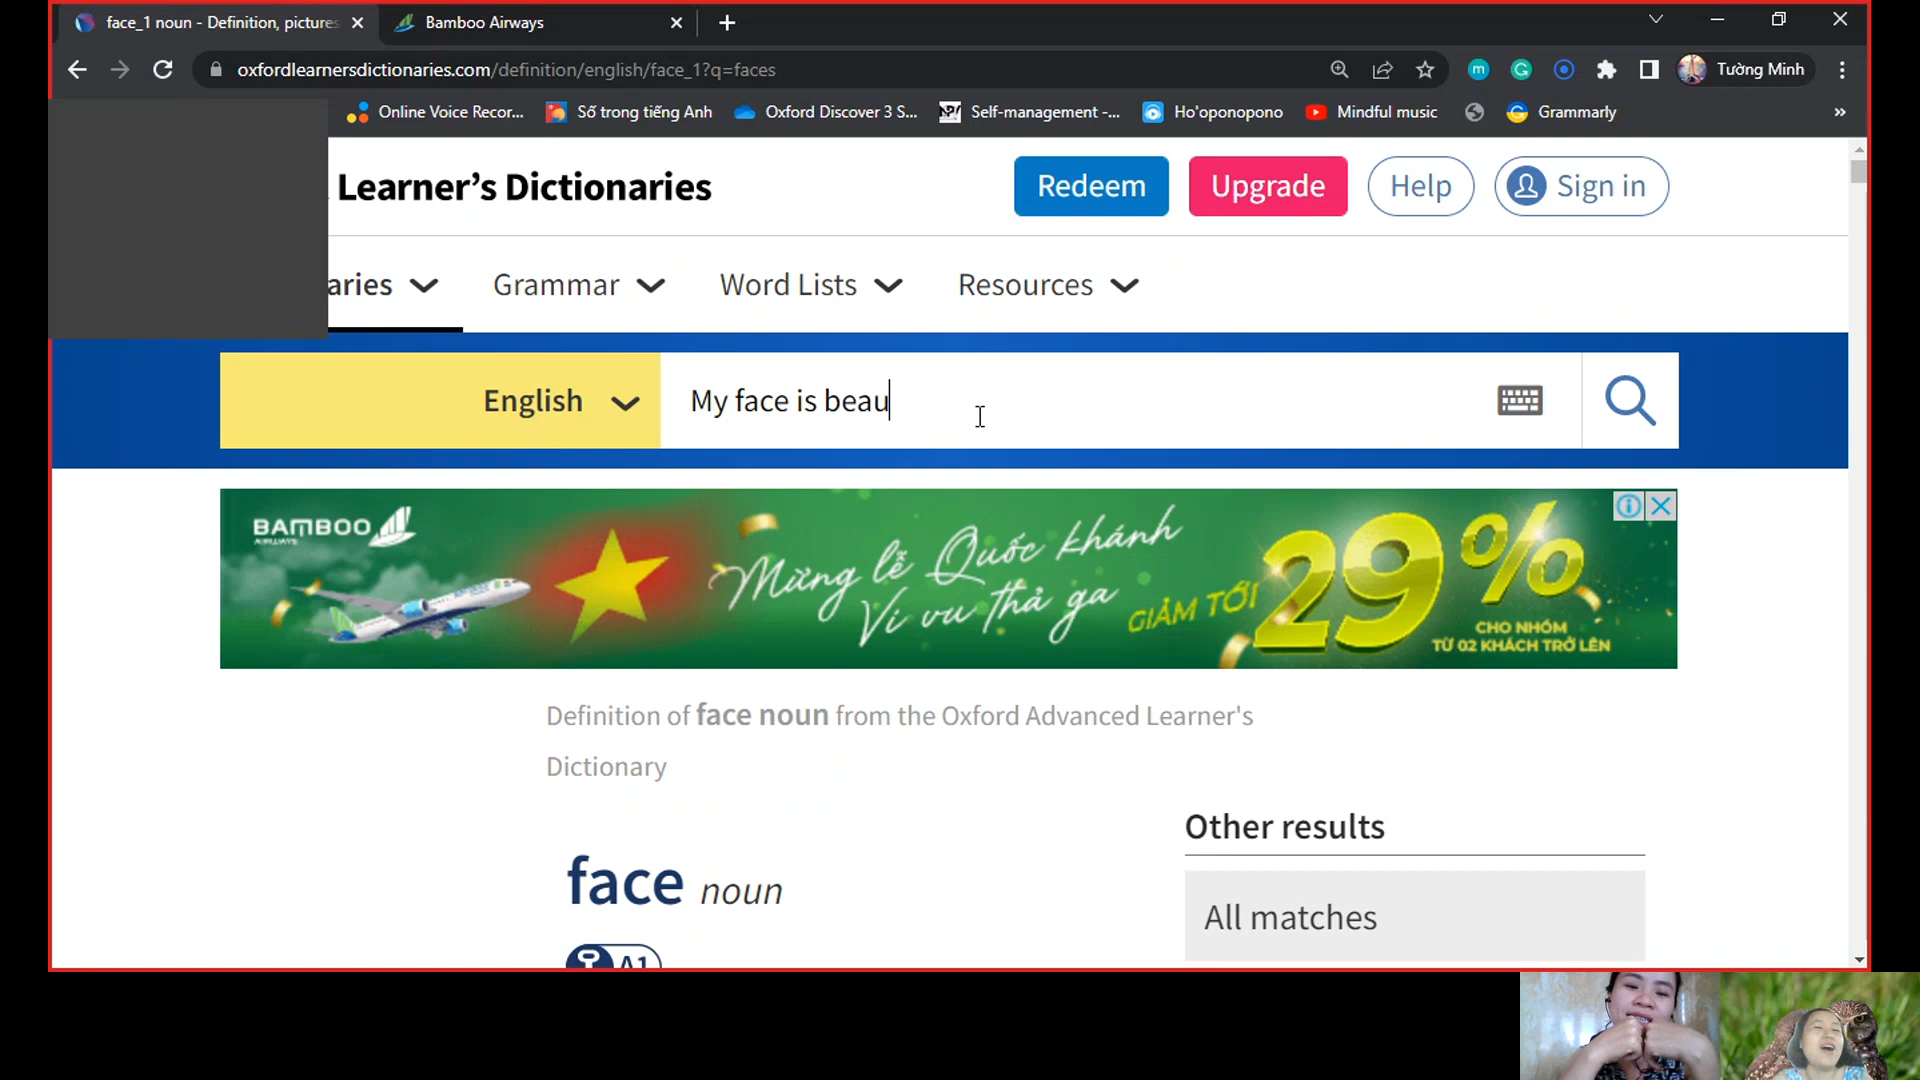 face_1 noun - Definition, pictures
Bamboo Airways
oxfordlearnersdictionaries.com/definition/english/face_1?q=faces
m
G
Tường Minh
Online Voice Recor...
Số trong tiếng Anh
Oxford Discover 3 S...
Self-management -...
Ho'oponopono
Mindful music
Grammarly
»
Learner’s Dictionaries
Redeem
Upgrade
Help
Sign in
aries
Grammar
Word Lists
Resources
English
My face is beau
BAMBOO
AIRWAYS
Mừng lễ Quốc khánh
Vi vu thả ga
GIẢM TỚI
29%
CHO NHÓM
TỪ 02 KHÁCH TRỞ LÊN
Definition of face noun from the Oxford Advanced Learner's
Dictionary
face noun
A1
Other results
All matches